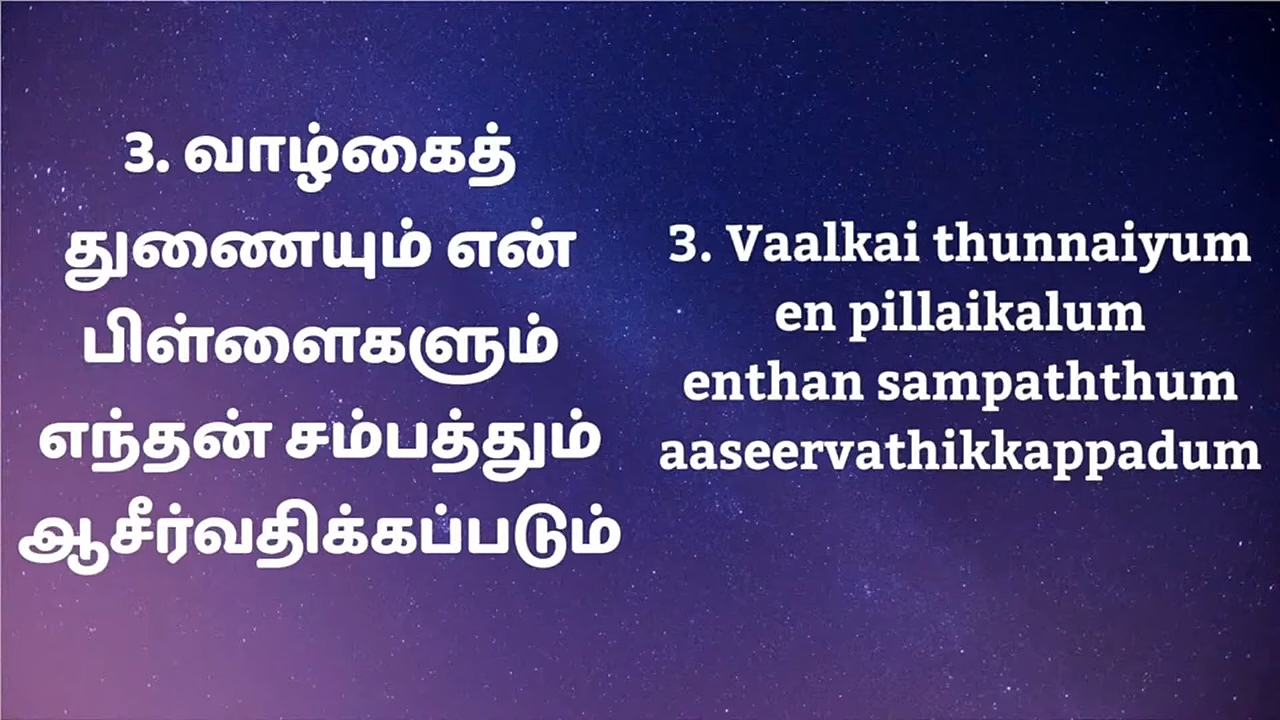 3. வாழ்கைத்
துணையும் என்
பிள்ளைகளும்
எந்தன் சம்பத்தும்
ஆசீர்வதிக்கப்படும்
3. Vaalkai thunnaiyum
en pillaikalum
enthan sampaththum
aaseervathikkappadum